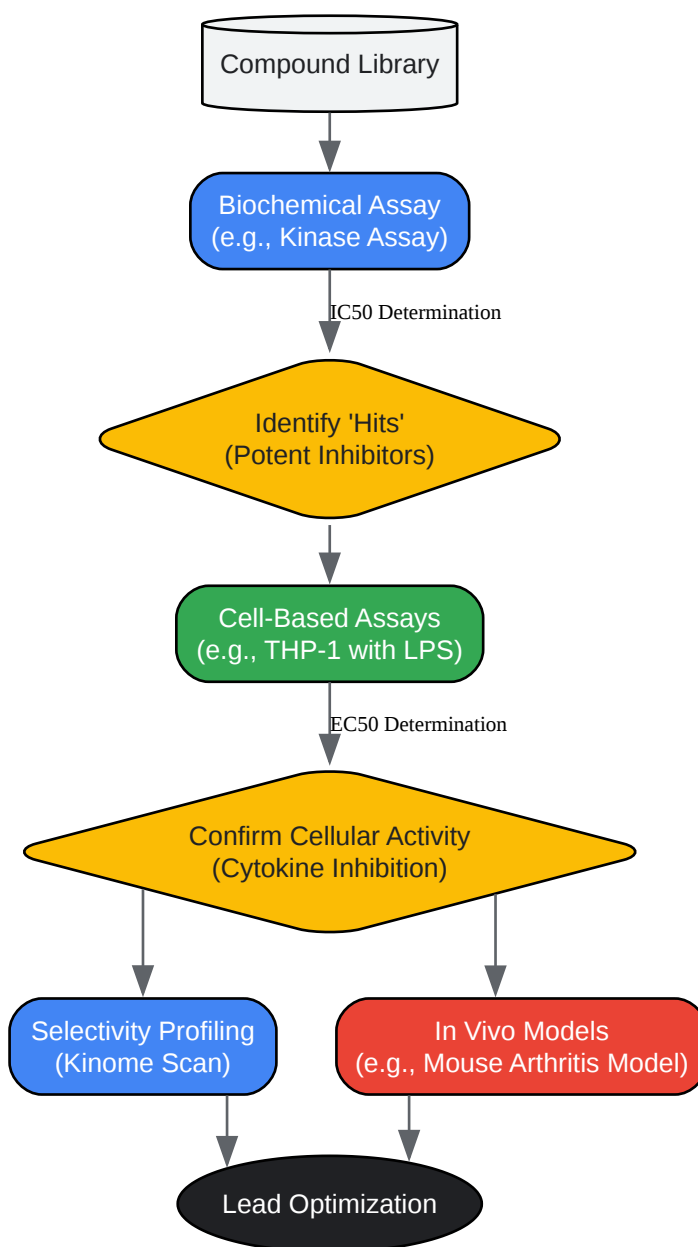 Compound Library
Biochemical Assay
(e.g., Kinase Assay)
IC50 Determination
Identify 'Hits'
(Potent Inhibitors)
Cell-Based Assays
(e.g., THP-1 with LPS)
EC50 Determination
Confirm Cellular Activity
(Cytokine Inhibition)
Selectivity Profiling
(Kinome Scan)
In Vivo Models
(e.g., Mouse Arthritis Model)
Lead Optimization